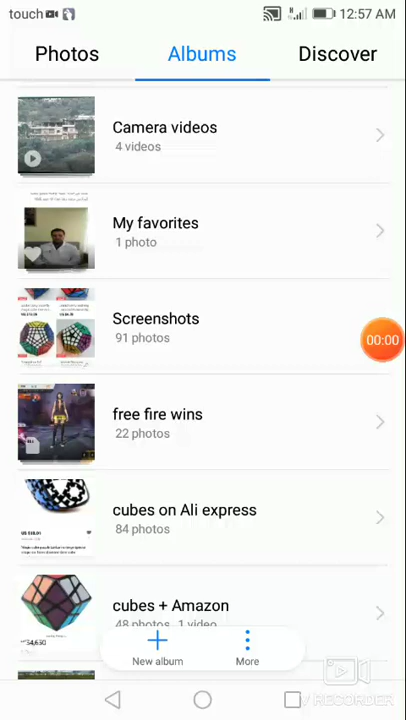 touch
12:57 AM
Photos
Albums
Discover
Camera videos
4 videos
My favorites
1 photo
Screenshots
91 photos
00:00
free fire wins
22 photos
cubes on Ali express
84 photos
cubes + Amazon
48 photos 1 video
New album
More
V RECORDER